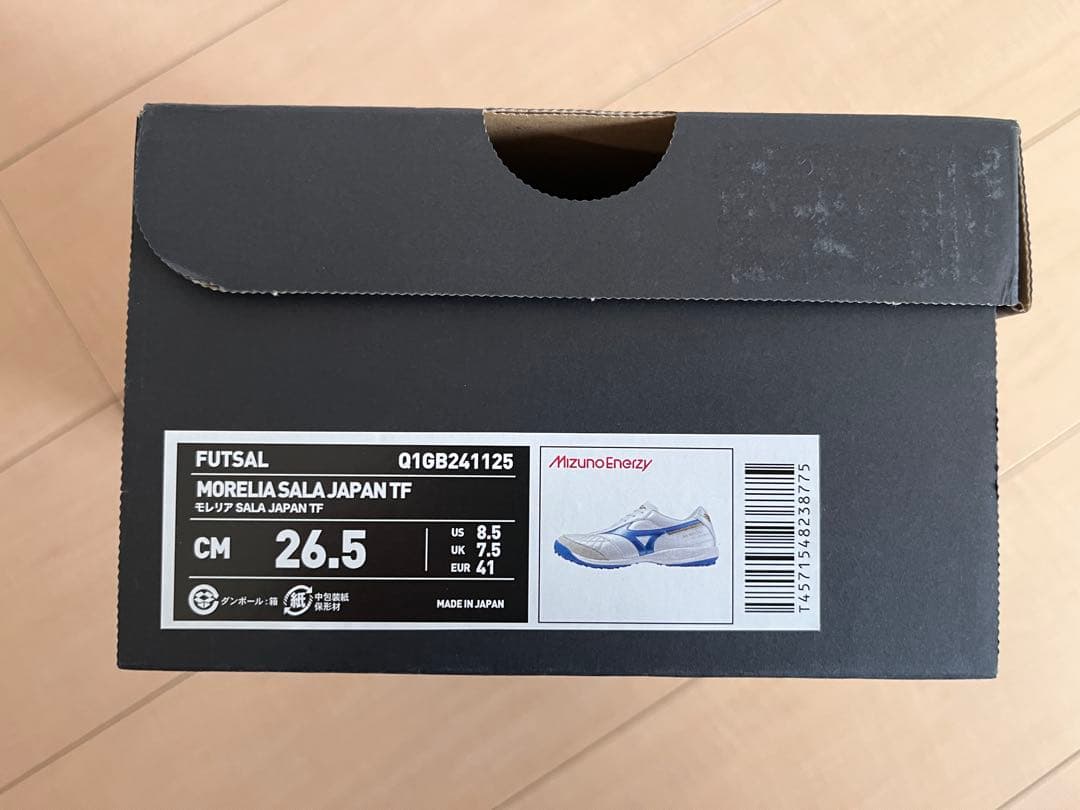 FUTSAL Q1GB241125
MORELIA SALA JAPAN TF
モレリア SALA JAPAN TF
CM 26.5
US 8.5
UK 7.5
EUR 41
ダンボール:箱
紙 中包装紙
保形材
MADE IN JAPAN
Mizuno Enerzy
T4571548238775